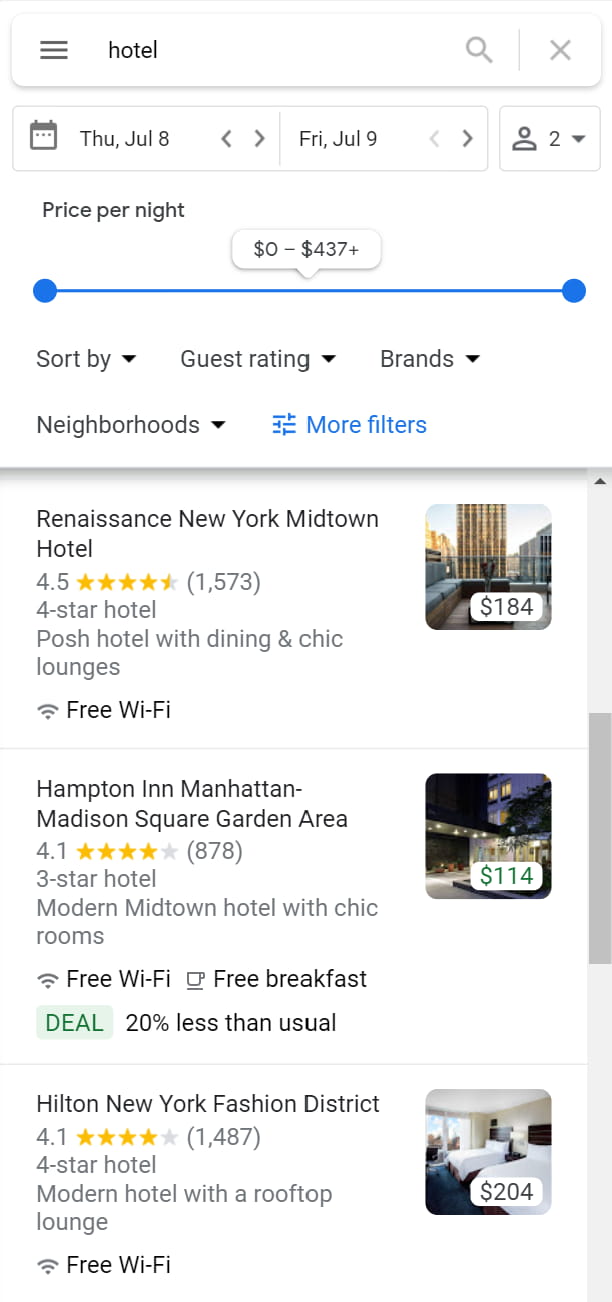 hotel
Thu, Jul 8
Fri, Jul 9
2
Price per night
$0 – $437+
Sort by
Guest rating
Brands
Neighborhoods
More filters
Renaissance New York Midtown
Hotel
4.5 (1,573)
4-star hotel
Posh hotel with dining & chic
lounges
Free Wi-Fi
$184
Hampton Inn Manhattan-
Madison Square Garden Area
4.1 (878)
3-star hotel
Modern Midtown hotel with chic
rooms
Free Wi-Fi Free breakfast
DEAL 20% less than usual
$114
Hilton New York Fashion District
4.1 (1,487)
4-star hotel
Modern hotel with a rooftop
lounge
Free Wi-Fi
$204